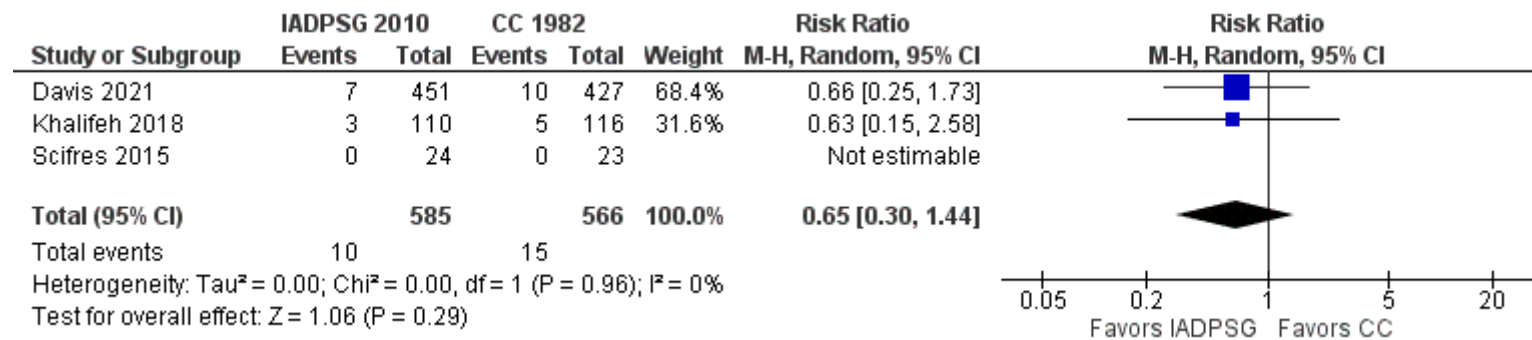 IADPSG 2010 CC 1982 Risk Ratio Risk Ratio
Study or Subgroup Events Total Events Total Weight M-H, Random, 95% CI M-H, Random, 95% CI
Davis 2021 7 451 10 427 68.4% 0.66 [0.25, 1.73]
Khalifeh 2018 3 110 5 116 31.6% 0.63 [0.15, 2.58]
Scifres 2015 0 24 0 23 Not estimable
Total (95% CI) 585 566 100.0% 0.65 [0.30, 1.44]
Total events 10 15
Heterogeneity: Tau² = 0.00; Chi² = 0.00, df = 1 (P = 0.96); I² = 0%
Test for overall effect: Z = 1.06 (P = 0.29)
0.05 0.2 1 5 20
Favors IADPSG Favors CC